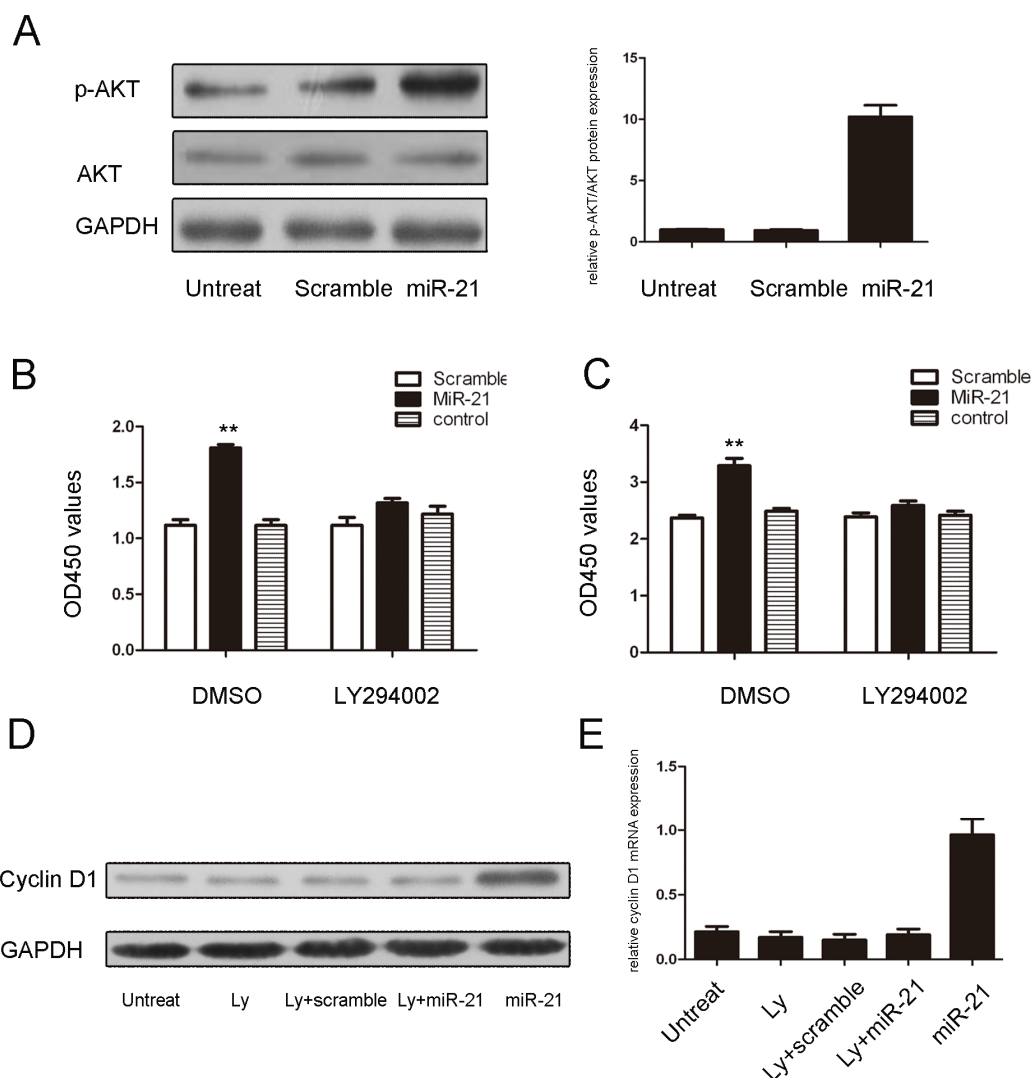 A
p-AKT
AKT
GAPDH
Untreat Scramble miR-21
relative p-AKT/AKT protein expression
15
10
5
0
Untreat Scramble miR-21
B
Scramble
MiR-21
control
OD450 values
2.0
1.5
1.0
0.5
0.0
**
DMSO LY294002
C
Scramble
MiR-21
control
OD450 values
4
3
2
1
0
**
DMSO LY294002
D
Cyclin D1
GAPDH
Untreat Ly Ly+scramble Ly+miR-21 miR-21
E
relative cyclin D1 mRNA expression
1.5
1.0
0.5
0.0
Untreat
Ly
Ly+scramble
Ly+miR-21
miR-21